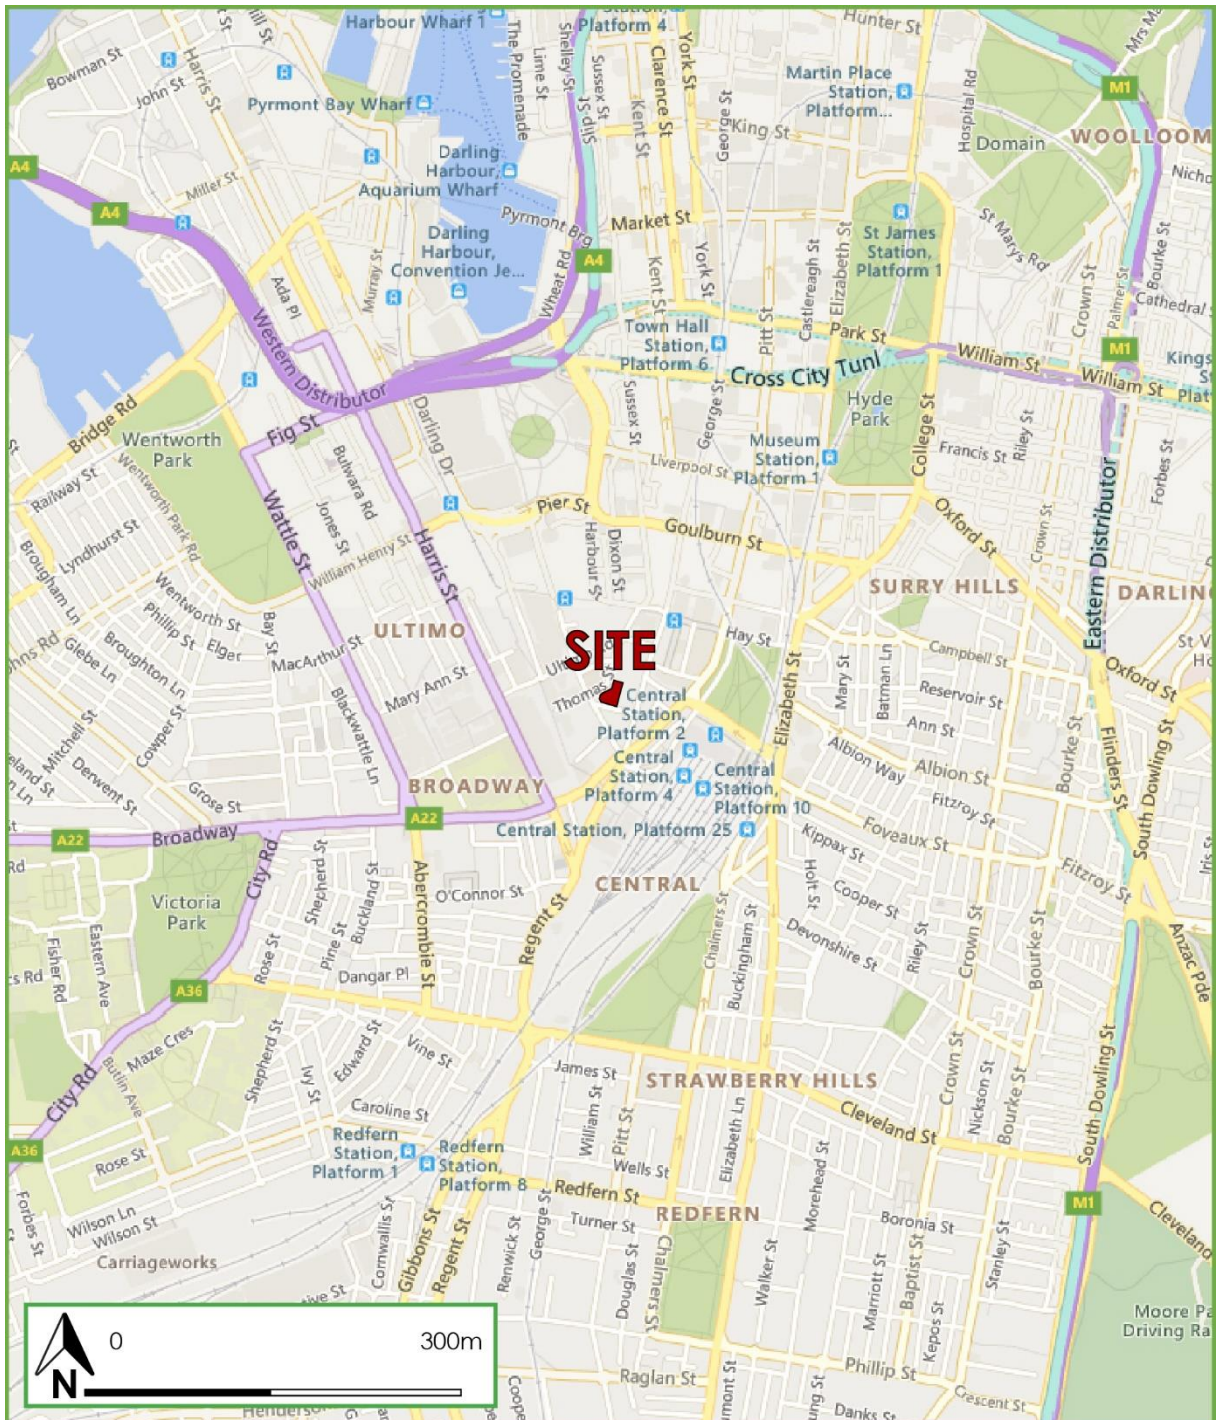 Harbour Wharf 1
Station,
Platform 4
Hunter St
Bowman St
John St
Harris St
Pyrmont Bay Wharf
The Promenade
Lime St
Shelley St
Sussex St
Slip St
Kent St
Clarence St
York St
George St
King St
Martin Place
Station,
Platform...
Hospital Rd
Domain
M1
WOOLLOOM
Mrs Ma
A4
A4
Miller St
Darling
Harbour,
Aquarium Wharf
Pyrmont Brg
Market St
Darling
Harbour,
Convention Je...
A4
Wheat Rd
Kent St
York St
Castlereagh St
Elizabeth St
St James
Station,
Platform 1
St Marys Rd
Crown St
Palmer St
Bourke St
Nicho
Cathedral S
Ada Pl
Murray St
Western Distributor
Town Hall
Station,
Platform 6
Pitt St
Park St
William St
M1
William St
Kings
St
Plat
Cross City Tunl
Hyde
Park
College St
Bridge Rd
Fig St
Wentworth
Park
Darling Dr
Sussex St
George St
Museum
Station,
Platform 1
Liverpool St
Francis St
Riley St
Forbes St
Railway St
Wentworth Park Rd
Bulwara Rd
Jones St
Pier St
Goulburn St
Oxford St
Crown St
Eastern Distributor
Lyndhurst St
Wattle St
William Henry St
Harris St
Harbour St
Dixon St
SURRY HILLS
DARLIN
Brougham Ln
Wentworth St
Phillip St
Elger
Broughton Ln
Glebe Ln
Bay St
ULTIMO
MacArthur St
Mary Ann St
SITE
Thomas St
Hay St
Elizabeth St
Campbell St
Mary St
Batman Ln
Reservoir St
Ann St
Oxford St
St V
Ho
Johns Rd
Mitchell St
Cowper St
Derwent St
Grose St
Blackwattle Ln
Central
Station,
Platform 2
Albion Way
Albion St
Bourke St
Flinders St
South Dowling St
BROADWAY
Central
Station,
Platform 4
Central
Station,
Platform 10
Central Station, Platform 25
Fitzroy St
Foveaux St
Fitzroy St
A22
Broadway
A22
City Rd
Kippax St
Holt St
Cooper St
Victoria
Park
Shepherd St
Buckland St
Pine St
Rose St
Abercrombie St
O'Connor St
CENTRAL
Regent St
Chalmers St
Buckingham St
Devonshire St
Riley St
Crown St
Bourke St
Anzac Pde
Fisher Rd
Eastern Ave
Dangar Pl
A36
Maze Cres
City Rd
Butlin Ave
Shepherd St
Ivy St
Edward St
Vine St
Caroline St
James St
William St
Pitt St
STRAWBERRY HILLS
Elizabeth Ln
Cleveland St
Crown St
Nickson St
Bourke St
South Dowling St
A36
Rose St
Redfern
Station,
Platform 1
Redfern
Station,
Platform 8
Wells St
Redfern St
Morehead St
M1
Cleveland
Forbes St
Wilson Ln
Wilson St
Carriageworks
Cornwallis St
Gibbons St
Regent St
Renwick St
George St
Turner St
REDFERN
Douglas St
Chalmers St
Walker St
Marriott St
Boronia St
Baptist St
Kepos St
Stanley St
Moore Pa
Driving Ra
0
300m
N
Raglan St
Phillip St
Crescent St
Danks St